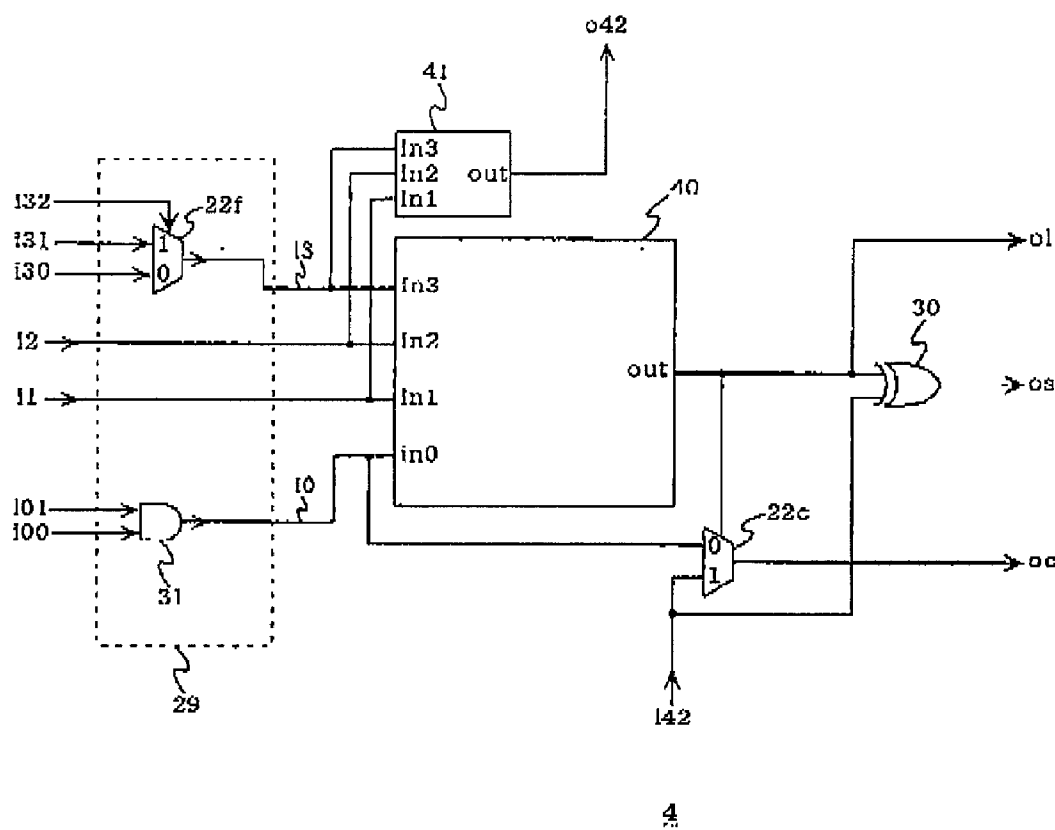 o42
41
In3
In2 out
In1
40
i32
22f
i31 1
i30 0
i3
In3
i2
In2
30
out
o1
i1
In1
os
in0
i0
i01
i00
31
0 22c
1
oc
29
i42
4